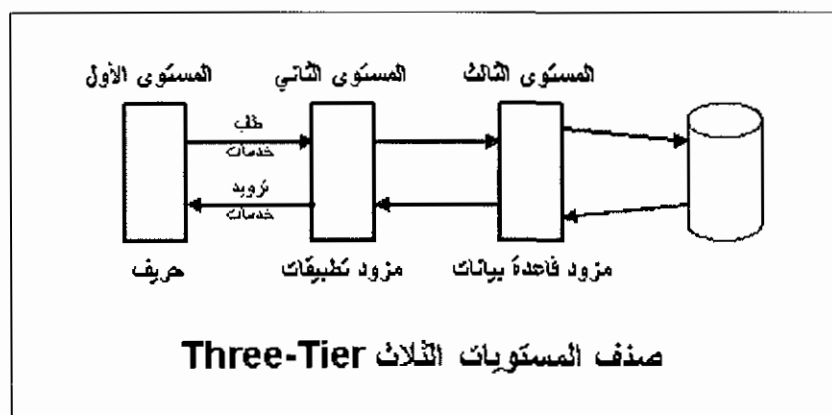 المستوى الأول
المستوى الثاني
المستوى الثالث
طلب
خدمات
تزويد
خدمات
حريف
مزود تطبيقات
مزود قاعدة بيانات
صنف المستويات الثلاث Three-Tier